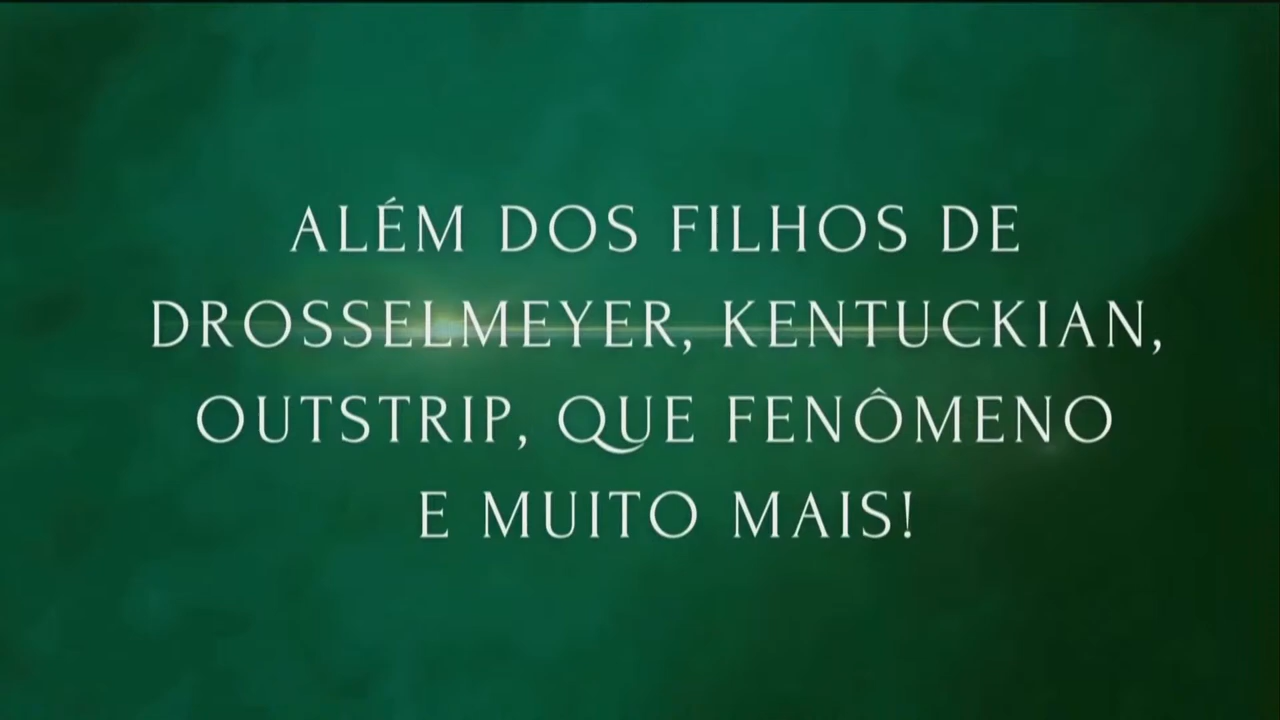 ALÉM DOS FILHOS DE
DROSSELMEYER, KENTUCKIAN,
OUTSTRIP, QUE FENÔMENO
E MUITO MAIS!